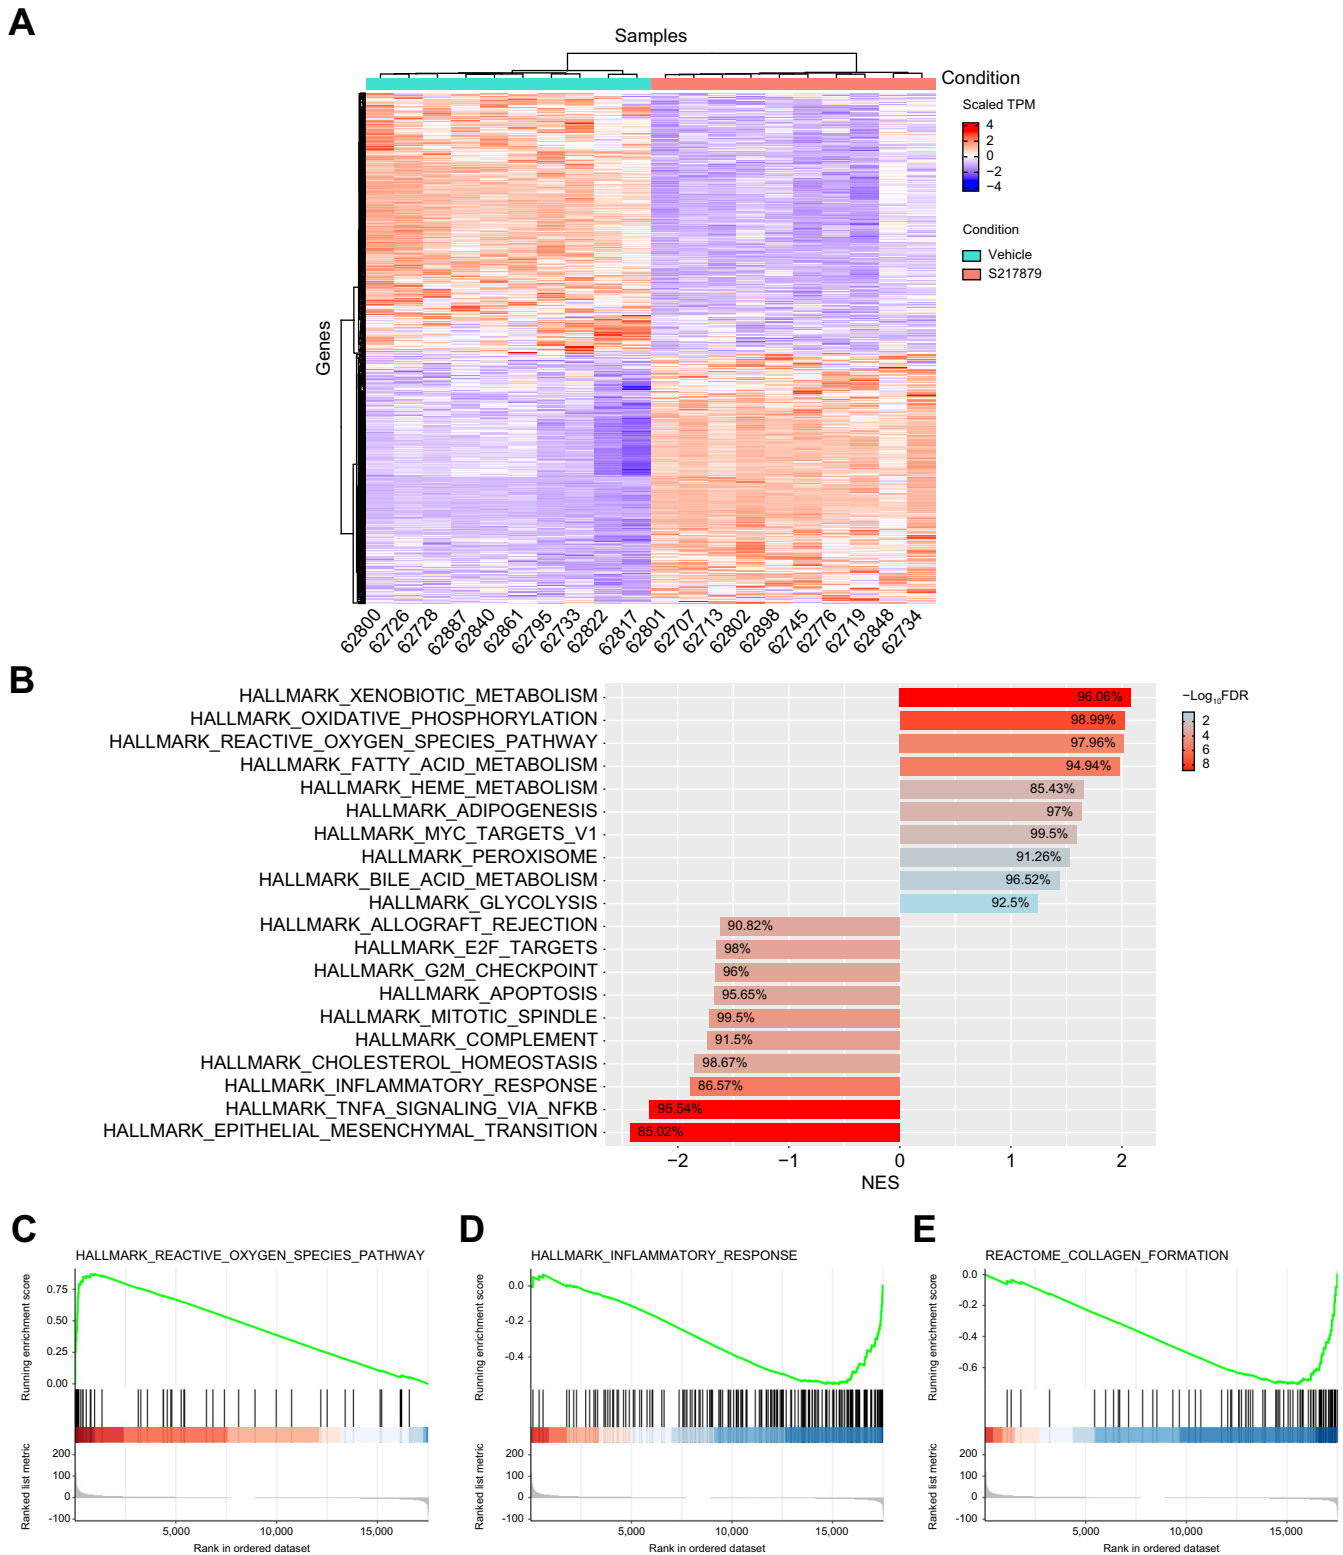 A
Samples
Condition
Scaled TPM
4
2
0
−2
−4
Condition
Vehicle
S217879
Genes
62800 62726 62728 62887 62840 62861 62795 62733 62822 62817 62801 62707 62713 62802 62898 62745 62776 62719 62848 62734
B
HALLMARK_XENOBIOTIC_METABOLISM 96.06%
HALLMARK_OXIDATIVE_PHOSPHORYLATION 98.99%
HALLMARK_REACTIVE_OXYGEN_SPECIES_PATHWAY 97.96%
HALLMARK_FATTY_ACID_METABOLISM 94.94%
HALLMARK_HEME_METABOLISM 85.43%
HALLMARK_ADIPOGENESIS 97%
HALLMARK_MYC_TARGETS_V1 99.5%
HALLMARK_PEROXISOME 91.26%
HALLMARK_BILE_ACID_METABOLISM 96.52%
HALLMARK_GLYCOLYSIS 92.5%
HALLMARK_ALLOGRAFT_REJECTION 90.82%
HALLMARK_E2F_TARGETS 98%
HALLMARK_G2M_CHECKPOINT 96%
HALLMARK_APOPTOSIS 95.65%
HALLMARK_MITOTIC_SPINDLE 99.5%
HALLMARK_COMPLEMENT 91.5%
HALLMARK_CHOLESTEROL_HOMEOSTASIS 98.67%
HALLMARK_INFLAMMATORY_RESPONSE 86.57%
HALLMARK_TNFA_SIGNALING_VIA_NFKB 95.54%
HALLMARK_EPITHELIAL_MESENCHYMAL_TRANSITION 85.02%
−2 −1 0 1 2
NES
−Log10FDR
2
4
6
8
C
HALLMARK_REACTIVE_OXYGEN_SPECIES_PATHWAY
Running enrichment score
0.75
0.50
0.25
0.00
Ranked list metric
200
100
0
-100
5,000 10,000 15,000
Rank in ordered dataset
D
HALLMARK_INFLAMMATORY_RESPONSE
Running enrichment score
0.0
-0.2
-0.4
Ranked list metric
200
100
0
-100
5,000 10,000 15,000
Rank in ordered dataset
E
REACTOME_COLLAGEN_FORMATION
Running enrichment score
0.0
-0.2
-0.4
-0.6
Ranked list metric
200
100
0
-100
5,000 10,000 15,000
Rank in ordered dataset